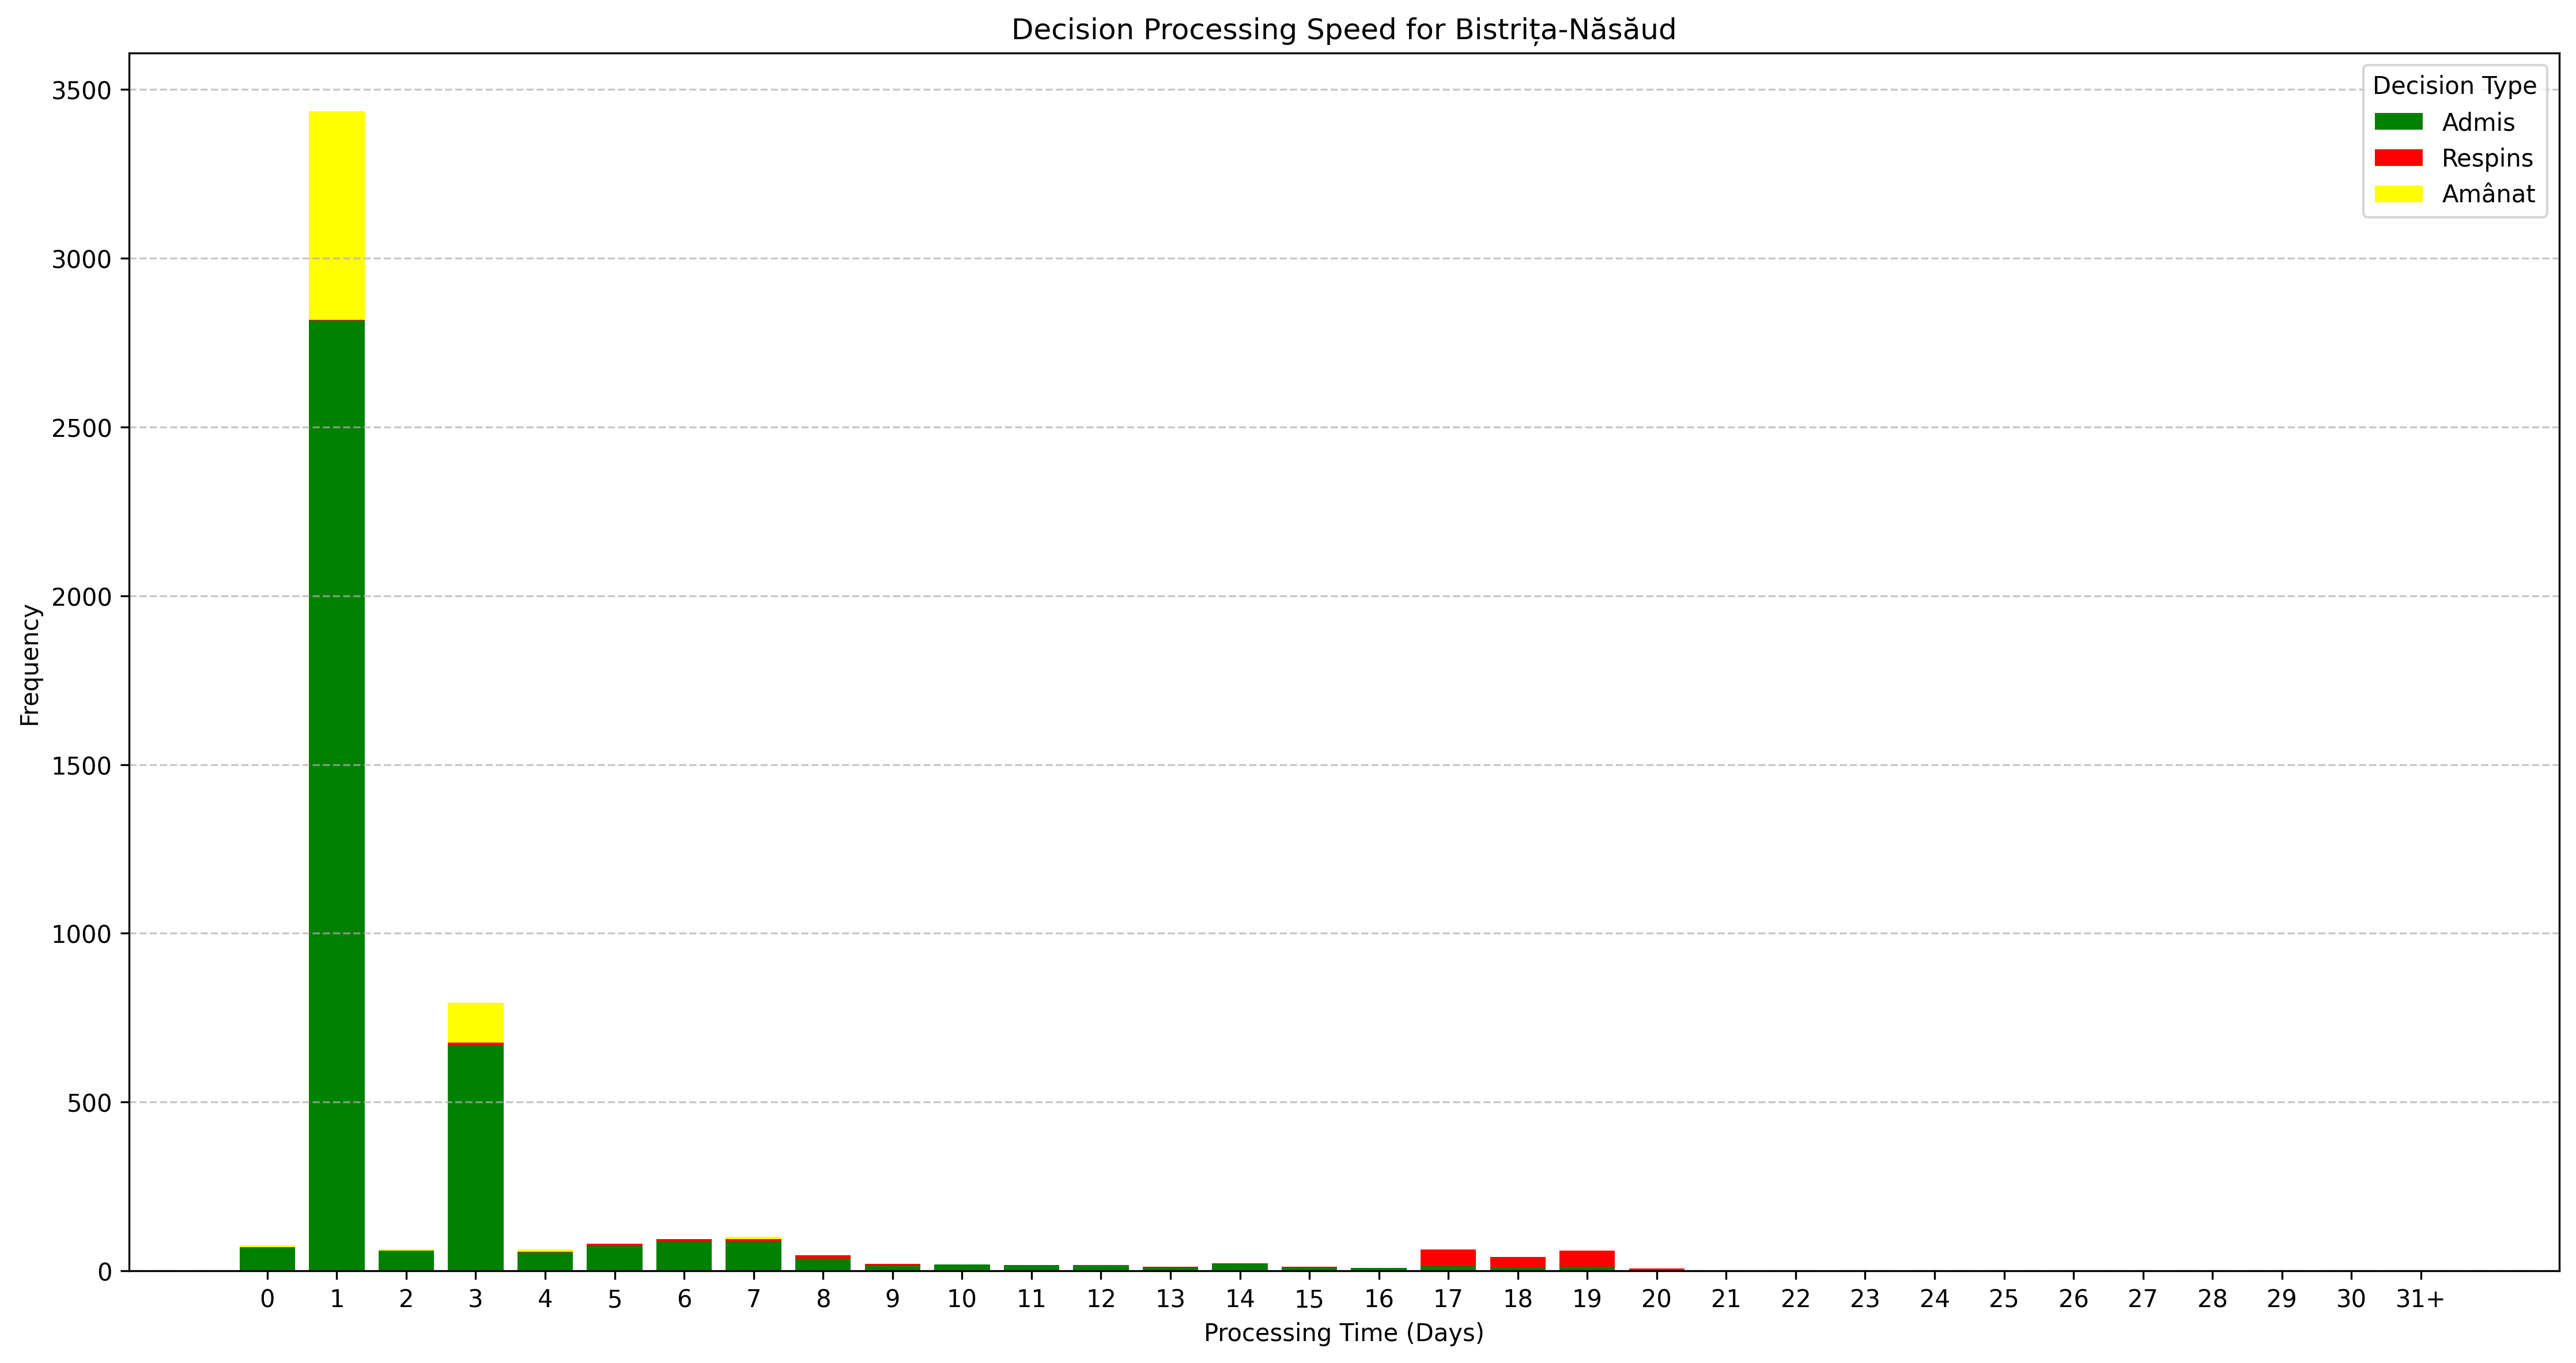 Decision Processing Speed for Bistrița-Năsăud
Decision Type
Admis
Respins
Amânat
Frequency
3500
3000
2500
2000
1500
1000
500
0
0 1 2 3 4 5 6 7 8 9 10 11 12 13 14 15 16 17 18 19 20 21 22 23 24 25 26 27 28 29 30 31+
Processing Time (Days)